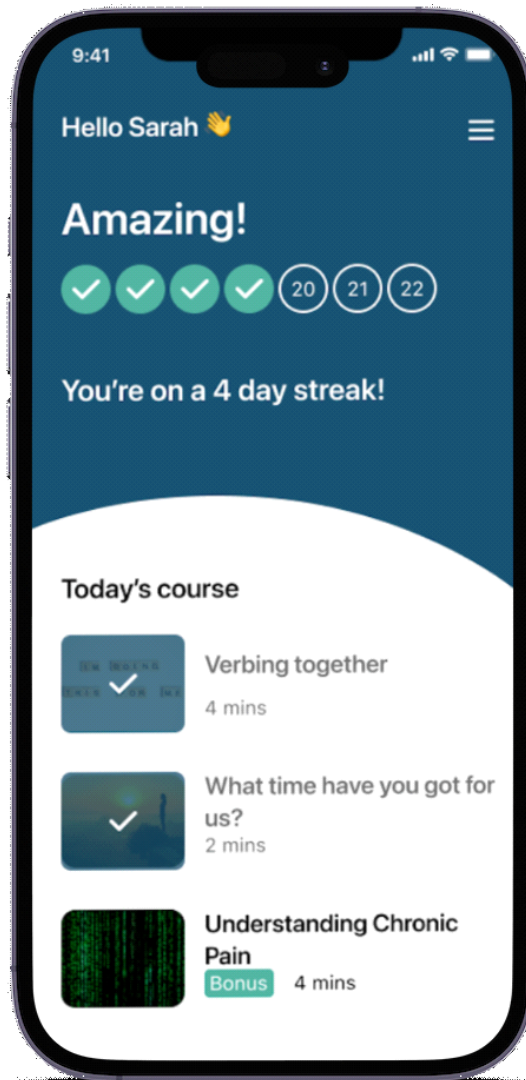 9:41
Hello Sarah 👋
Amazing!
20 21 22
You're on a 4 day streak!
Today's course
Verbing together
4 mins
What time have you got for
us?
2 mins
Understanding Chronic
Pain
Bonus 4 mins